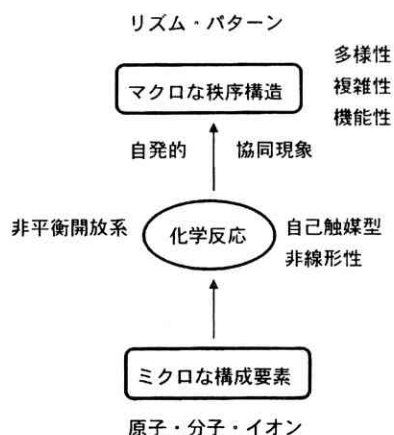 リズム・パターン
多様性
マクロな秩序構造
複雑性
機能性
自発的 協同現象
非平衡開放系
化学反応
自己触媒型
非線形性
ミクロな構成要素
原子・分子・イオン